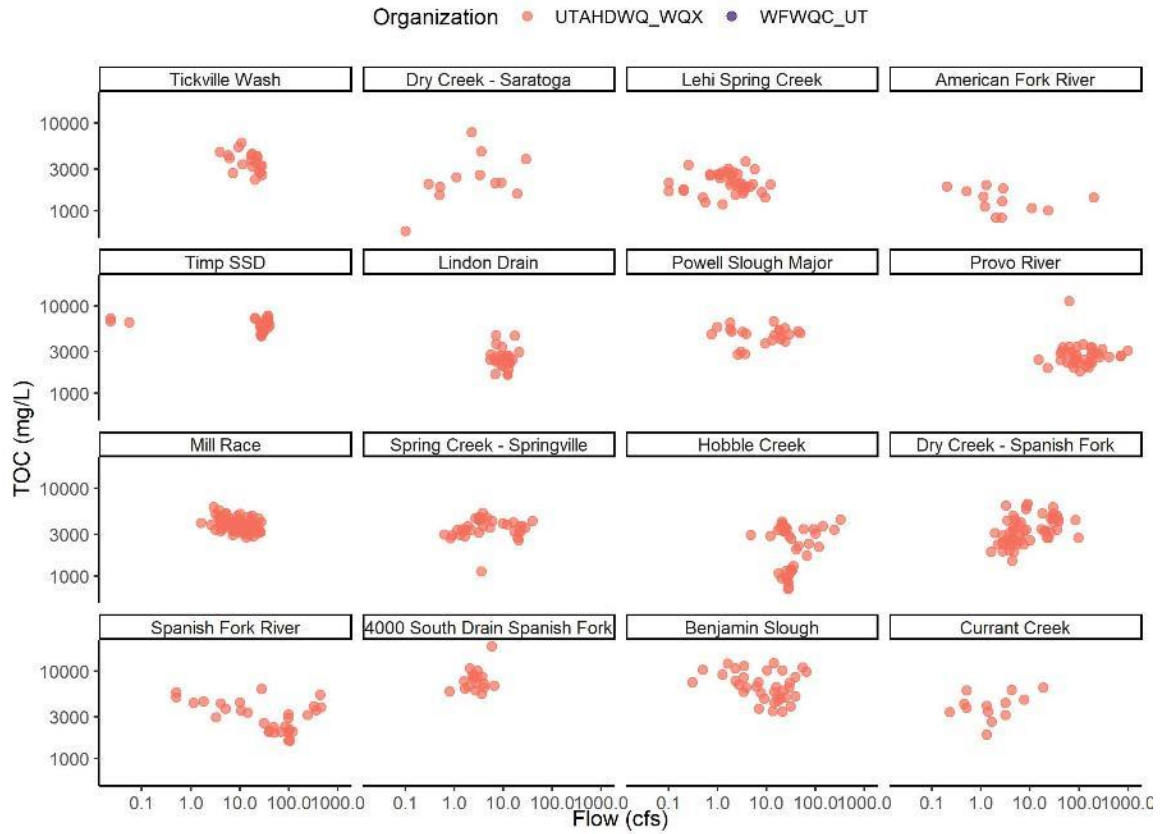 Organization UTAHDWQ_WQX WFWQC_UT
Tickville Wash Dry Creek - Saratoga Lehi Spring Creek American Fork River
10000
3000
1000
Timp SSD Lindon Drain Powell Slough Major Provo River
10000
3000
1000
TOC (mg/L)
Mill Race Spring Creek - Springville Hobble Creek Dry Creek - Spanish Fork
10000
3000
1000
Spanish Fork River 4000 South Drain Spanish Fork Benjamin Slough Currant Creek
10000
3000
1000
0.1 1.0 10.0 100.01000.0 0.1 1.0 10.0 100.01000.0 0.1 1.0 10.0 100.01000.0 0.1 1.0 10.0 100.01000.0
Flow (cfs)